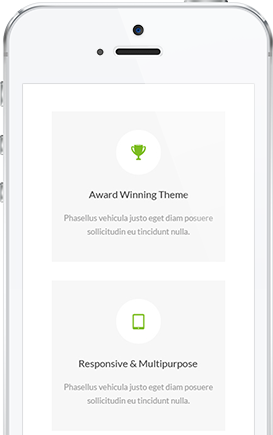 Award Winning Theme
Phasellus vehicula justo eget diam posuere
sollicitudin eu tincidunt nulla.
Responsive & Multipurpose
Phasellus vehicula justo eget diam posuere
sollicitudin eu tincidunt nulla.